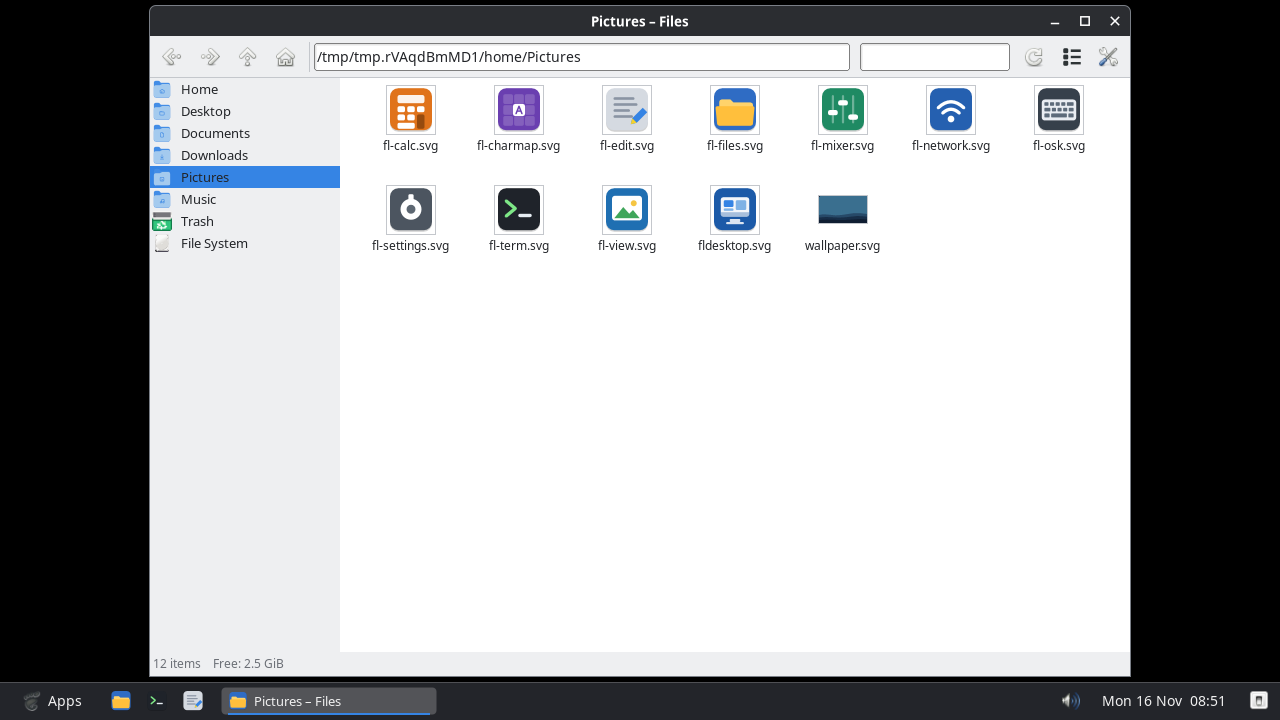 Pictures – Files
/tmp/tmp.rVAqdBmMD1/home/Pictures
Home
Desktop
Documents
Downloads
Pictures
Music
Trash
File System
fl-calc.svg
fl-charmap.svg
fl-edit.svg
fl-files.svg
fl-mixer.svg
fl-network.svg
fl-osk.svg
fl-settings.svg
fl-term.svg
fl-view.svg
fldesktop.svg
wallpaper.svg
12 items Free: 2.5 GiB
Apps
Pictures – Files
Mon 16 Nov 08:51